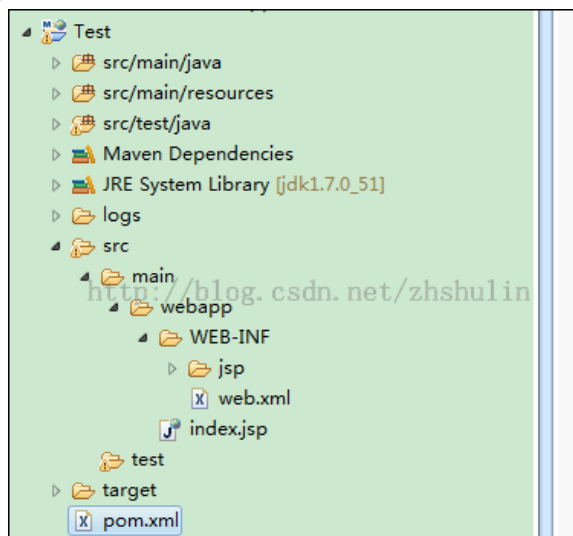 Test
src/main/java
src/main/resources
src/test/java
Maven Dependencies
JRE System Library [jdk1.7.0_51]
logs
src
main
http://blog.csdn.net/zhshulin
webapp
WEB-INF
jsp
web.xml
index.jsp
test
target
pom.xml